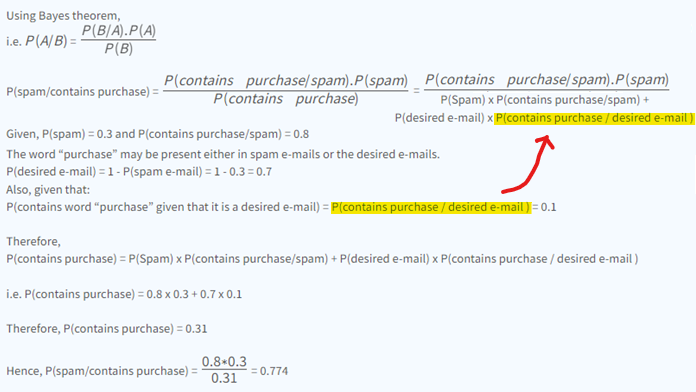 Using Bayes theorem,
i.e. P(A/B) = P(B/A).P(A) / P(B)
P(spam/contains purchase) = P(contains purchase/spam).P(spam) / P(contains purchase) = P(contains purchase/spam).P(spam) / P(Spam) x P(contains purchase/spam) +
P(desired e-mail) x P(contains purchase / desired e-mail )
Given, P(spam) = 0.3 and P(contains purchase/spam) = 0.8
The word “purchase” may be present either in spam e-mails or the desired e-mails.
P(desired e-mail) = 1 - P(spam e-mail) = 1 - 0.3 = 0.7
Also, given that:
P(contains word “purchase” given that it is a desired e-mail) = P(contains purchase / desired e-mail ) = 0.1
Therefore,
P(contains purchase) = P(Spam) x P(contains purchase/spam) + P(desired e-mail) x P(contains purchase / desired e-mail )
i.e. P(contains purchase) = 0.8 x 0.3 + 0.7 x 0.1
Therefore, P(contains purchase) = 0.31
Hence, P(spam/contains purchase) = 0.8*0.3 / 0.31 = 0.774